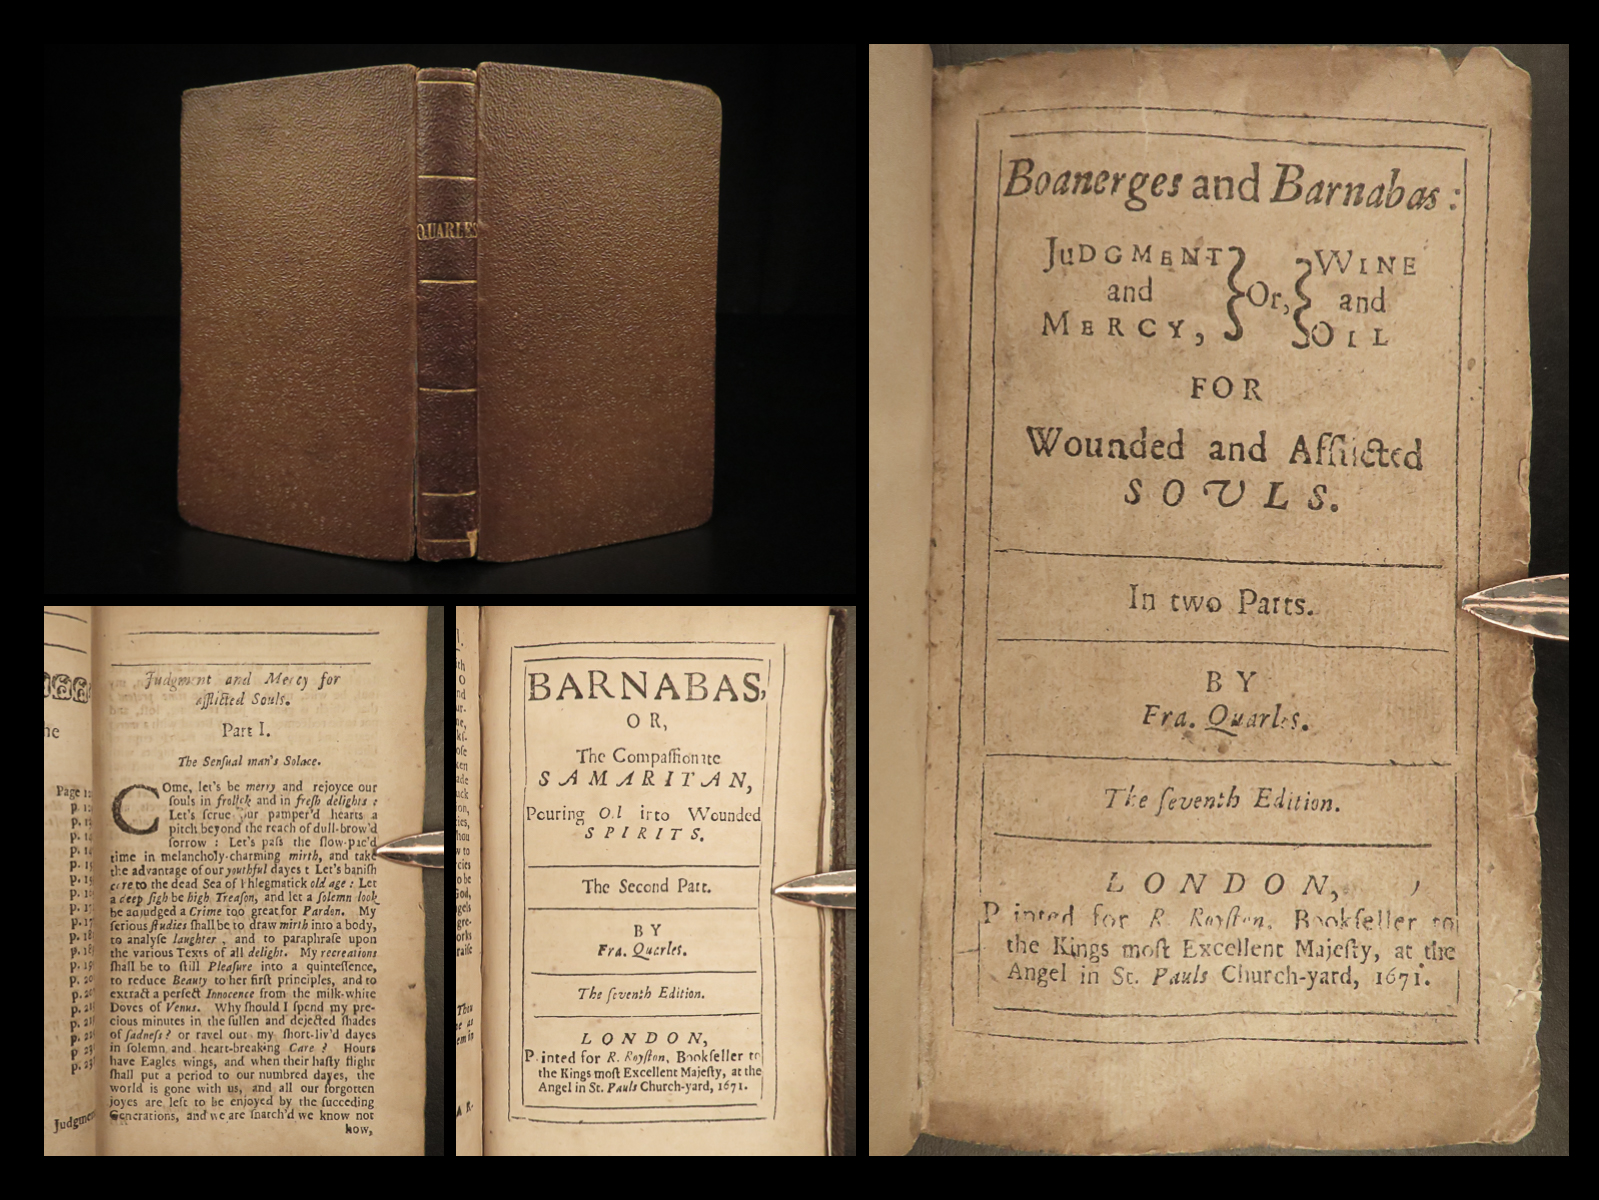 QUARLES
Boanerges and Barnabas:
JuDGMENT
and
MERCY,
Or,
WINE
and
OIL
FOR
Wounded and Afflicted
SOULS.
In two Parts.
BY
Fra. Quarles.
The ſeventh Edition.
LONDON,
P inted for R. Royſton, Bookſeller to
the Kings moſt Excellent Majeſty, at the
Angel in St. Pauls Church-yard, 1671.
he
Page
Judgment and Mercy for
afflicted Souls.
Part I.
The Senſual man's Solace.
COme, let's be merry and rejoyce our
ſouls in frollick and in freſh delights:
Let's ſcrue our pamper'd hearts a
pitch beyond the reach of dull-brow'd
ſorrow: Let's paſs the ſlow-pac'd
time in melancholy-charming mirth, and take
the advantage of our youthful dayes: Let's baniſh
care to the dead Sea of Phlegmatick old age: Let
a deep ſigh be high Treaſon, and let a ſolemn look
be adjudged a Crime too great for Pardon. My
ſerious ſtudies ſhall be to draw mirth into a body,
to analyſe laughter, and to paraphraſe upon
the various Texts of all delight. My recreations
ſhall be to ſtill Pleaſure into a quinteſſence,
to reduce Beauty to her firſt principles, and to
extract a perfect Innocence from the milk-white
Doves of Venus. Why ſhould I ſpend my pre-
cious minutes in the ſullen and dejected ſhades
of ſadneſs? or ravel out my ſhort-liv'd dayes
in ſolemn and heart-breaking Care? Hours
have Eagles wings, and when their haſty flight
ſhall put a period to our numbred dayes, the
world is gone with us, and all our forgotten
joyes are left to be enjoyed by the ſucceding
Generations, and we are ſnatch'd we know not
how,
BARNABAS,
OR,
The Compaſſionate
SAMARITAN,
Pouring O.l into Wounded
SPIRITS.
The Second Part.
BY
Fra. Quarles.
The ſeventh Edition.
LONDON,
P inted for R. Royſton, Bookſeller to
the Kings moſt Excellent Majeſty, at the
Angel in St. Pauls Church-yard, 1671.